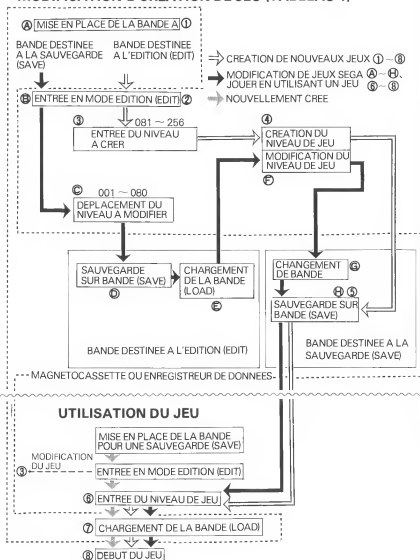 Ⓐ MISE EN PLACE DE LA BANDE A ①
BANDE DESTINEE
A LA SAUVEGARDE
(SAVE)
BANDE DESTINEE
A L'EDITION (EDIT)
CREATION DE NOUVEAUX JEUX ①~⑧
MODIFICATION DE JEUX SEGA Ⓐ~Ⓗ,
JOUER EN UTILISANT UN JEU ⑥~⑧
NOUVELLEMENT CREE
Ⓑ ENTREE EN MODE EDITION (EDIT) ②
③ 081 ~ 256
ENTREE DU NIVEAU
A CRER
④
CREATION DU
NIVEAU DE JEU
MODIFICATION DU
NIVEAU DE JEU
Ⓕ
Ⓒ 001 ~ 080
DEPLACEMENT DU
NIVEAU A MODIFIER
SAUVEGARDE
SUR BANDE (SAVE)
Ⓓ
CHARGEMENT
DE LA BANDE
(LOAD)
Ⓔ
CHANGEMENT
DE BANDE Ⓖ
Ⓗ ⑤
SAUVEGARDE SUR
BANDE (SAVE)
BANDE DESTINEE A L'EDITION (EDIT)
BANDE DESTINEE A LA
SAUVEGARDE (SAVE)
MAGNETOCASSETTE OU ENREGISTREUR DE DONNEES
UTILISATION DU JEU
MISE EN PLACE DE LA BANDE
POUR UNE SAUVEGARDE (SAVE)
MODIFICATION
DU JEU
③
ENTREE EN MODE EDITION (EDIT)
⑥ ENTREE DU NIVEAU DE JEU
⑦ CHARGEMENT DE LA BANDE (LOAD)
⑧ DEBUT DU JEU